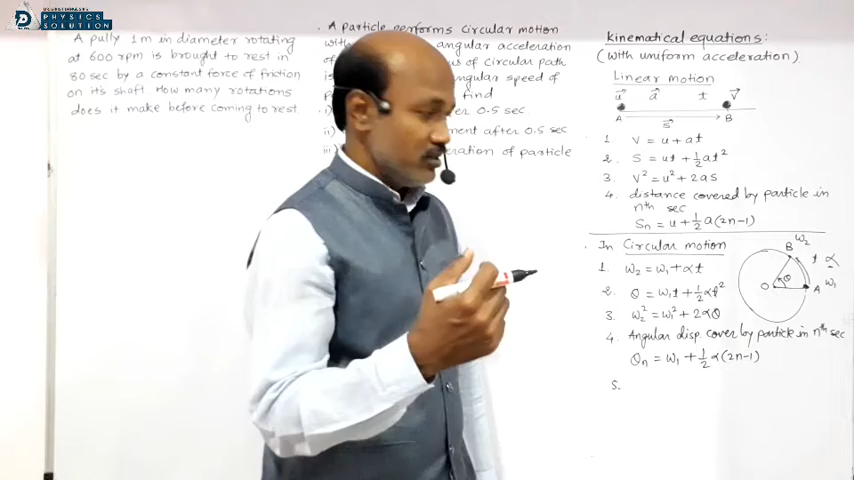 PHYSICS
SOLUTION
A pully 1m in diameter rotating
at 600 rpm is brought to rest in
80 sec by a constant force of friction
on it's shaft How many rotations
does it make before coming to rest.
A particle performs circular motion
with angular acceleration
of of circular path
is angular speed of
find
i) 0.5 sec
ii) after 0.5 sec
iii) of particle
Kinematical equations:
(with uniform acceleration)
Linear motion
u a t v
A s B
1. v = u + at
2. s = ut + 1/2 at²
3. v² = u² + 2as
4. distance covered by particle in
nth sec
Sn = u + 1/2 a(2n-1)
In Circular motion
1. ω₂ = ω₁ + αt
2. θ = ω₁t + 1/2 αt²
3. ω₂² = ω₁² + 2αθ
4. Angular disp. cover by particle in nth sec
θn = ω₁ + 1/2 α(2n-1)
5.
B ω₂
t α
O θ A ω₁